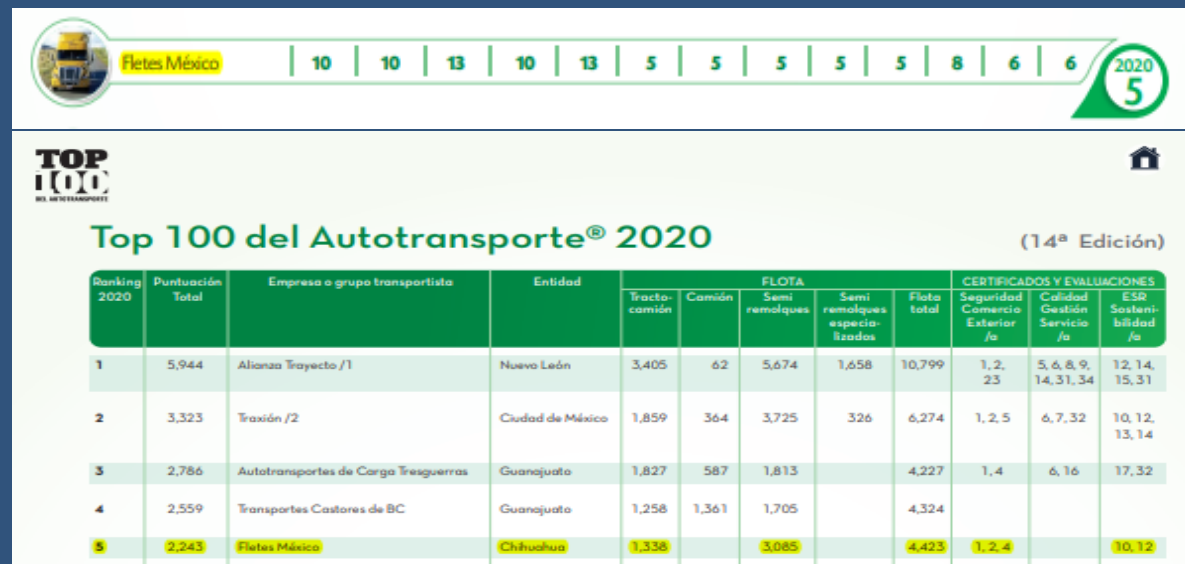 Fletes México 10 10 13 10 13 5 5 5 5 5 8 6 6 2020
5
TOP
100
DEL AUTOTRANSPORTE
Top 100 del Autotransporte® 2020 (14ª Edición)
Ranking 2020 Puntuación Total Empresa o grupo transportista Entidad FLOTA CERTIFICADOS Y EVALUACIONES
Tracto-camión Camión Semi remolques Semi remolques especia-lizados Flota total Seguridad Comercio Exterior /a Calidad Gestión Servicio /a ESR Sosteni-bilidad /a
1 5,944 Alianza Trayecto /1 Nuevo León 3,405 62 5,674 1,658 10,799 1, 2, 5, 6, 8, 9, 12, 14,
23 14, 31, 34 15, 31
2 3,323 Traxión /2 Ciudad de México 1,859 364 3,725 326 6,274 1, 2, 5 6, 7, 32 10, 12,
13, 14
3 2,786 Autotransportes de Carga Tresguerras Guanajuato 1,827 587 1,813 4,227 1, 4 6, 16 17, 32
4 2,559 Transportes Castores de BC Guanajuato 1,258 1,361 1,705 4,324
5 2,243 Fletes México Chihuahua 1,338 3,085 4,423 1, 2, 4 10, 12